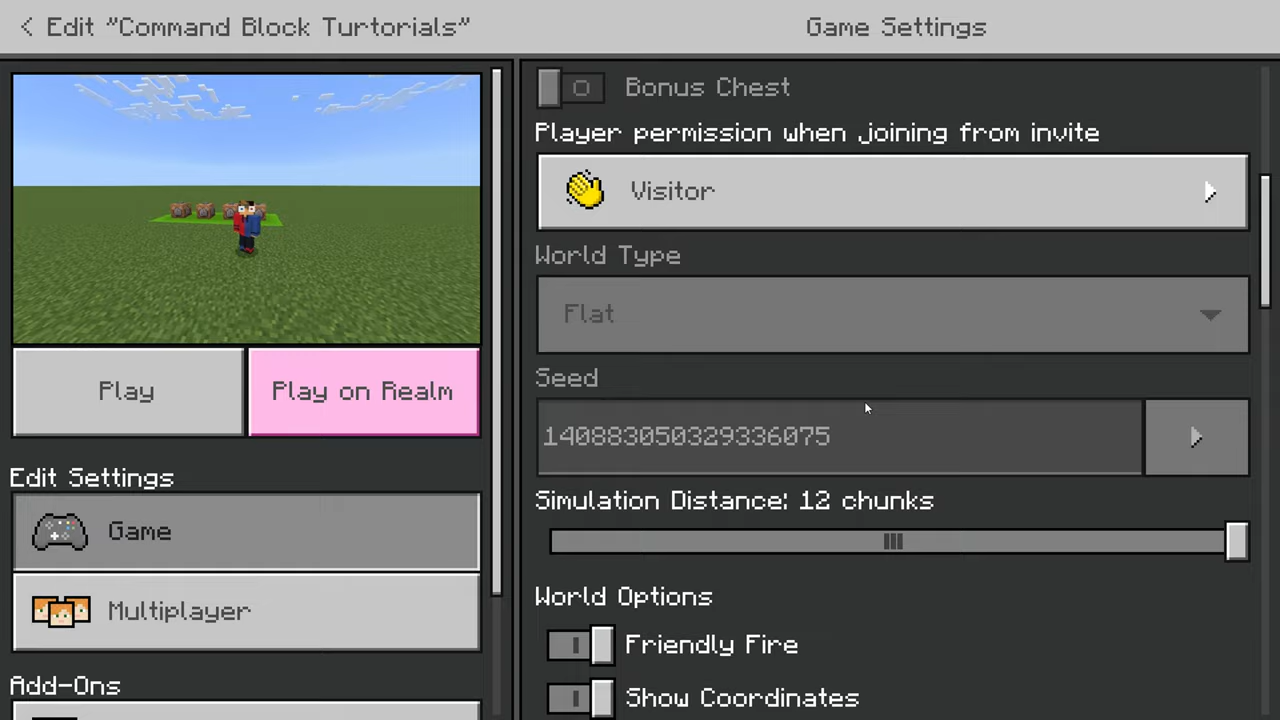 Edit "Command Block Turtorials"
Game Settings
Bonus Chest
Player permission when joining from invite
Visitor
World Type
Flat
Play
Play on Realm
Seed
140883050329336075
Edit Settings
Simulation Distance: 12 chunks
Game
World Options
Multiplayer
Friendly Fire
Add-Ons
Show Coordinates